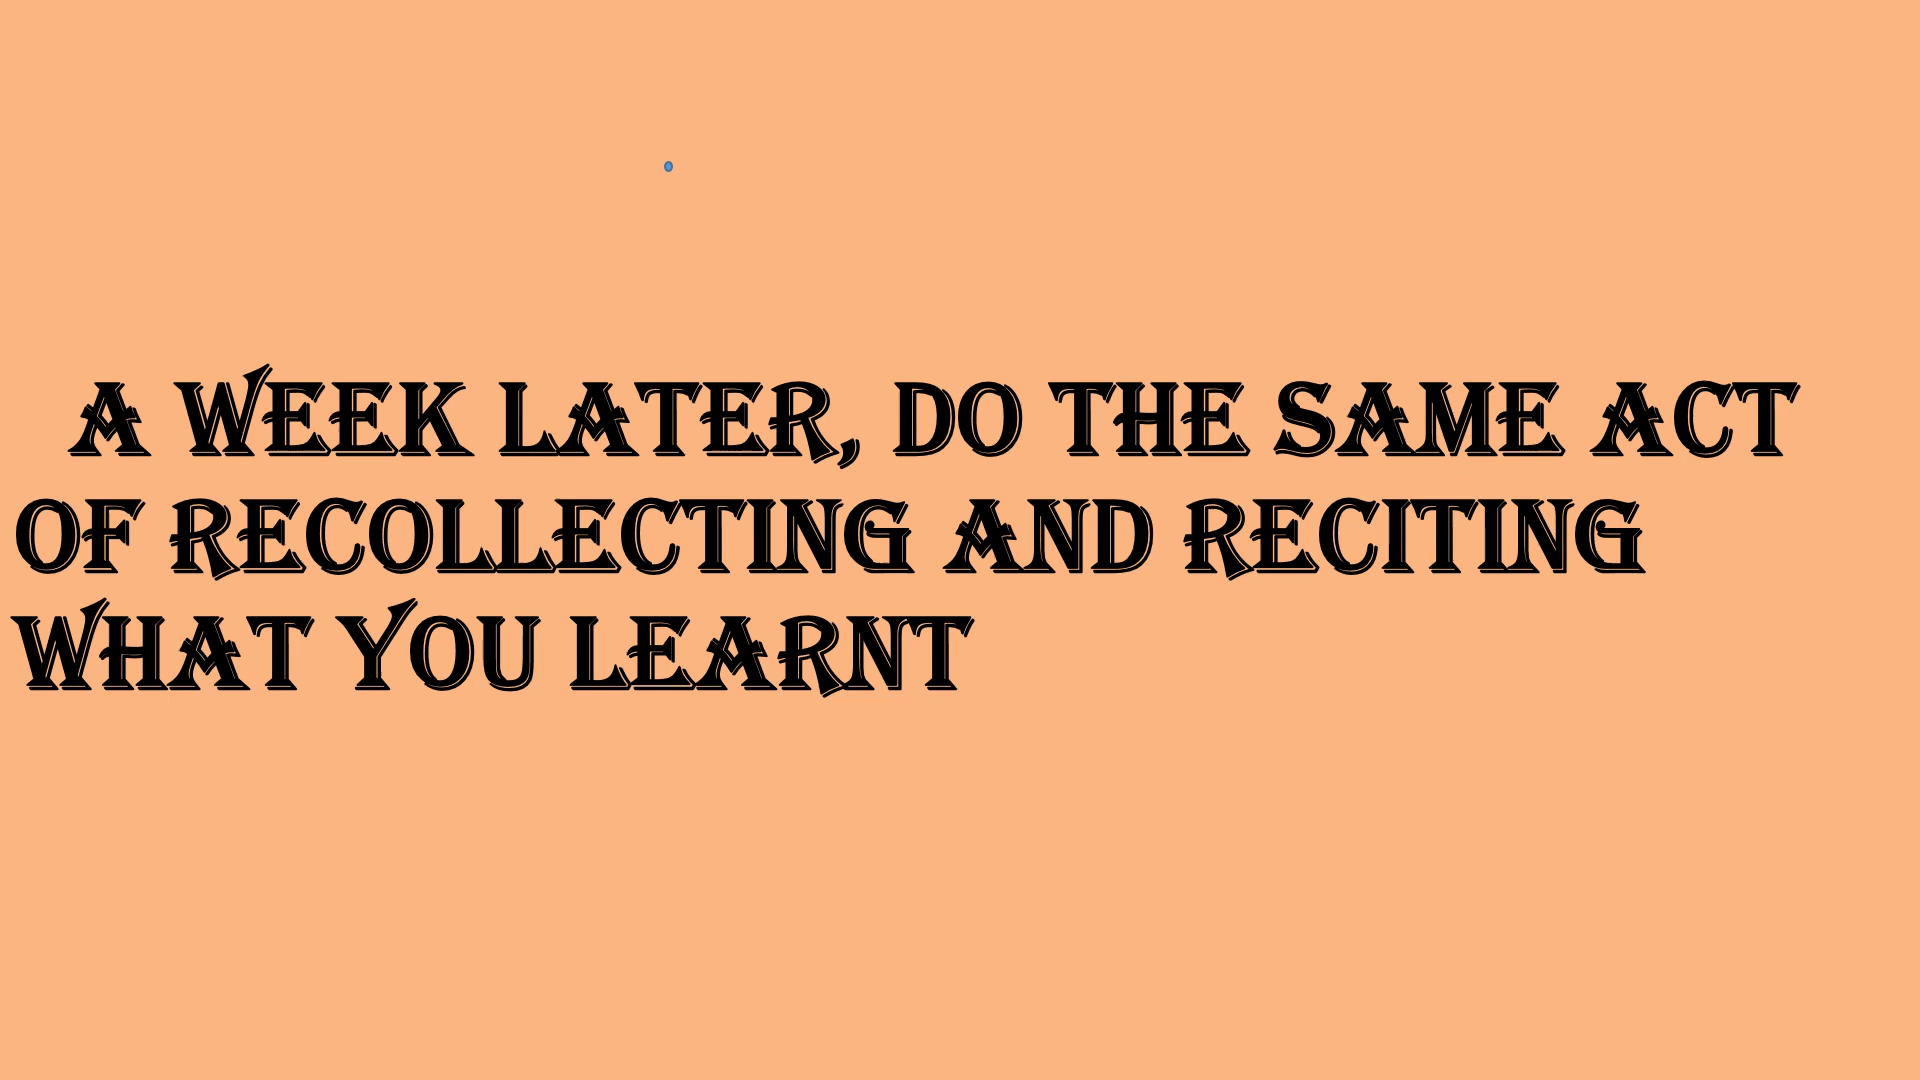 A WEEK LATER, DO THE SAME ACT
OF RECOLLECTING AND RECITING
WHAT YOU LEARNT